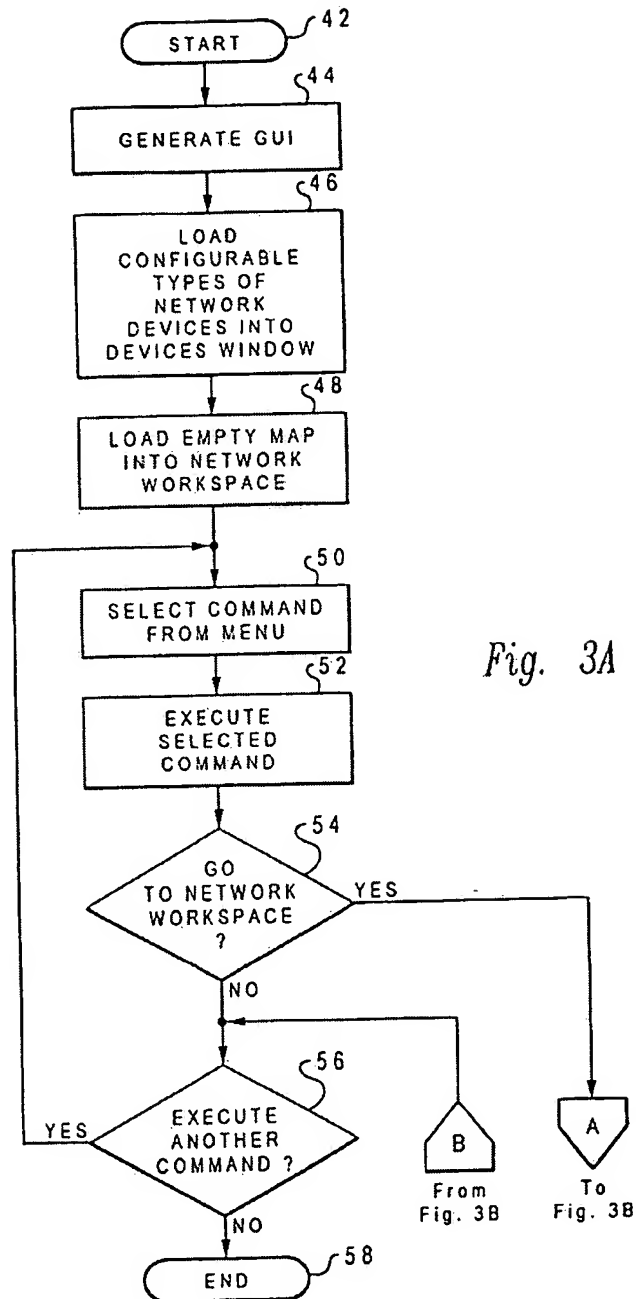 42
START
44
GENERATE GUI
46
LOAD
CONFIGURABLE
TYPES OF
NETWORK
DEVICES INTO
DEVICES WINDOW
48
LOAD EMPTY MAP
INTO NETWORK
WORKSPACE
50
SELECT COMMAND
FROM MENU
Fig. 3A
52
EXECUTE
SELECTED
COMMAND
54
GO
TO NETWORK
WORKSPACE
?
YES
NO
56
YES
EXECUTE
ANOTHER
COMMAND ?
B
From
Fig. 3B
A
To
Fig. 3B
NO
END
58